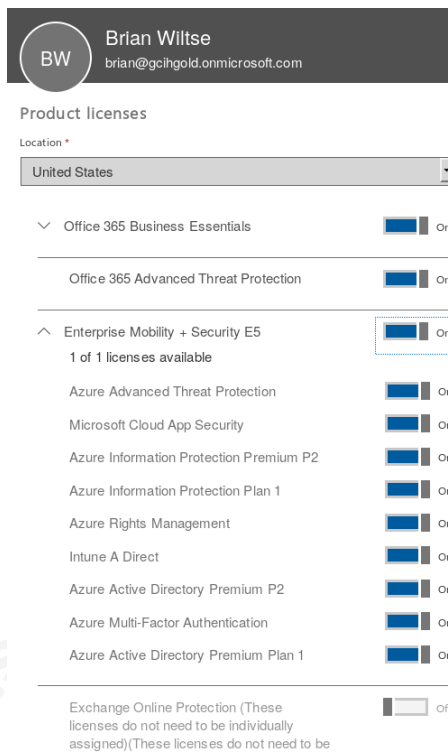 BW
Brian Wiltse
brian@gcihgold.onmicrosoft.com
Product licenses
Location *
United States
Office 365 Business Essentials
Office 365 Advanced Threat Protection
Enterprise Mobility + Security E5
1 of 1 licenses available
Azure Advanced Threat Protection
Microsoft Cloud App Security
Azure Information Protection Premium P2
Azure Information Protection Plan 1
Azure Rights Management
Intune A Direct
Azure Active Directory Premium P2
Azure Multi-Factor Authentication
Azure Active Directory Premium Plan 1
Exchange Online Protection (These
licenses do not need to be individually
assigned)(These licenses do not need to be